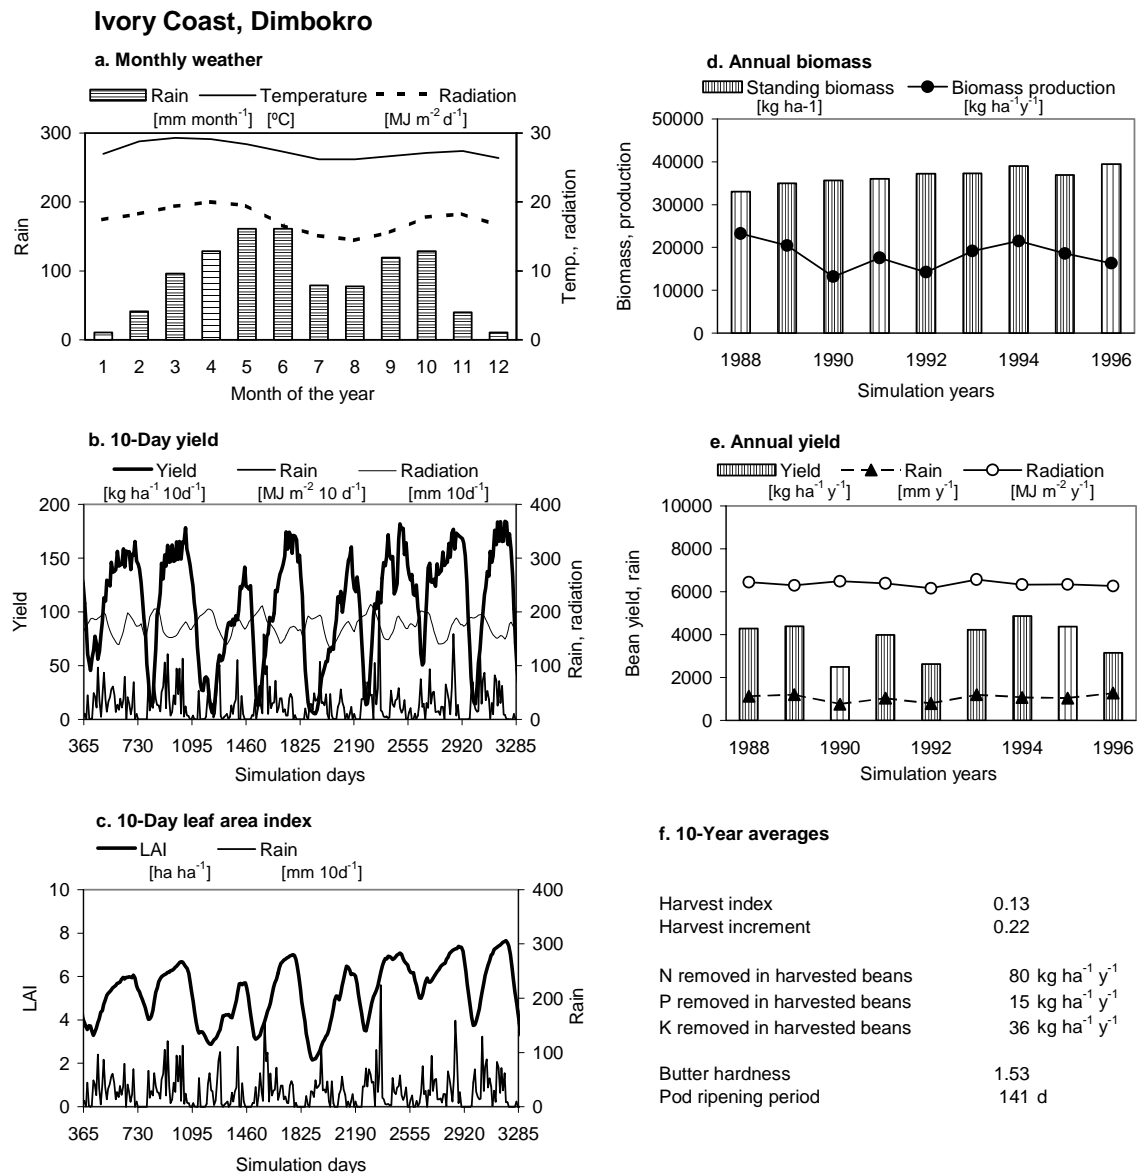 Ivory Coast, Dimbokro
a. Monthly weather
Rain Temperature Radiation
[mm month⁻¹] [ºC] [MJ m⁻² d⁻¹]
300 30
200 20
100 10
0 0
Rain
Temp., radiation
1 2 3 4 5 6 7 8 9 10 11 12
Month of the year
b. 10-Day yield
Yield Rain Radiation
[kg ha⁻¹ 10d⁻¹] [MJ m⁻² 10 d⁻¹] [mm 10d⁻¹]
200 400
150 300
100 200
50 100
0 0
Yield
Rain, radiation
365 730 1095 1460 1825 2190 2555 2920 3285
Simulation days
c. 10-Day leaf area index
LAI Rain
[ha ha⁻¹] [mm 10d⁻¹]
10 400
8 300
6 200
4 100
2 0
0
LAI
Rain
365 730 1095 1460 1825 2190 2555 2920 3285
Simulation days
d. Annual biomass
Standing biomass Biomass production
[kg ha-1] [kg ha⁻¹y⁻¹]
50000
40000
30000
20000
10000
0
Biomass, production
1988 1990 1992 1994 1996
Simulation years
e. Annual yield
Yield Rain Radiation
[kg ha⁻¹ y⁻¹] [mm y⁻¹] [MJ m⁻² y⁻¹]
10000
8000
6000
4000
2000
0
Bean yield, rain
1988 1990 1992 1994 1996
Simulation years
f. 10-Year averages
Harvest index 0.13
Harvest increment 0.22
N removed in harvested beans 80 kg ha⁻¹ y⁻¹
P removed in harvested beans 15 kg ha⁻¹ y⁻¹
K removed in harvested beans 36 kg ha⁻¹ y⁻¹
Butter hardness 1.53
Pod ripening period 141 d